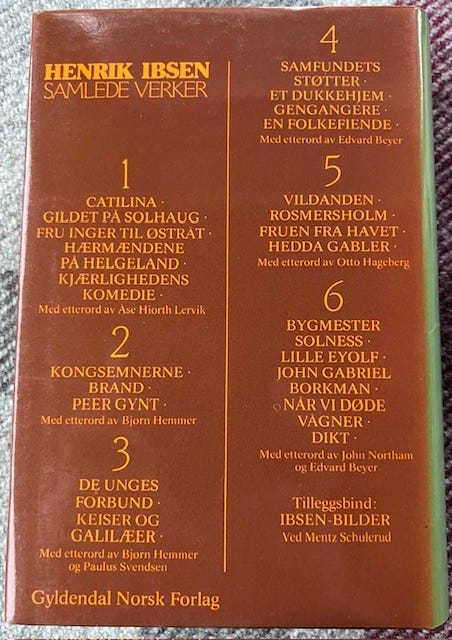 HENRIK IBSEN
SAMLEDE VERKER
1
CATILINA ·
GILDET PÅ SOLHAUG ·
FRU INGER TIL ØSTRÅT ·
HÆRMÆNDENE
PÅ HELGELAND ·
KJÆRLIGHEDENS
KOMEDIE ·
Med etterord av Åse Hiorth Lervik
2
KONGSEMNERNE ·
BRAND ·
PEER GYNT ·
Med etterord av Bjørn Hemmer
3
DE UNGES
FORBUND ·
KEISER OG
GALILÆER ·
Med etterord av Bjørn Hemmer
og Paulus Svendsen
4
SAMFUNDETS
STØTTER ·
ET DUKKEHJEM ·
GENGANGERE ·
EN FOLKEFIENDE ·
Med etterord av Edvard Beyer
5
VILDANDEN ·
ROSMERSHOLM ·
FRUEN FRA HAVET ·
HEDDA GABLER ·
Med etterord av Otto Hageberg
6
BYGMESTER
SOLNESS ·
LILLE EYOLF ·
JOHN GABRIEL
BORKMAN ·
NÅR VI DØDE
VÅGNER ·
DIKT ·
Med etterord av John Northam
og Edvard Beyer
Tilleggsbind:
IBSEN-BILDER
Ved Mentz Schulerud
Gyldendal Norsk Forlag